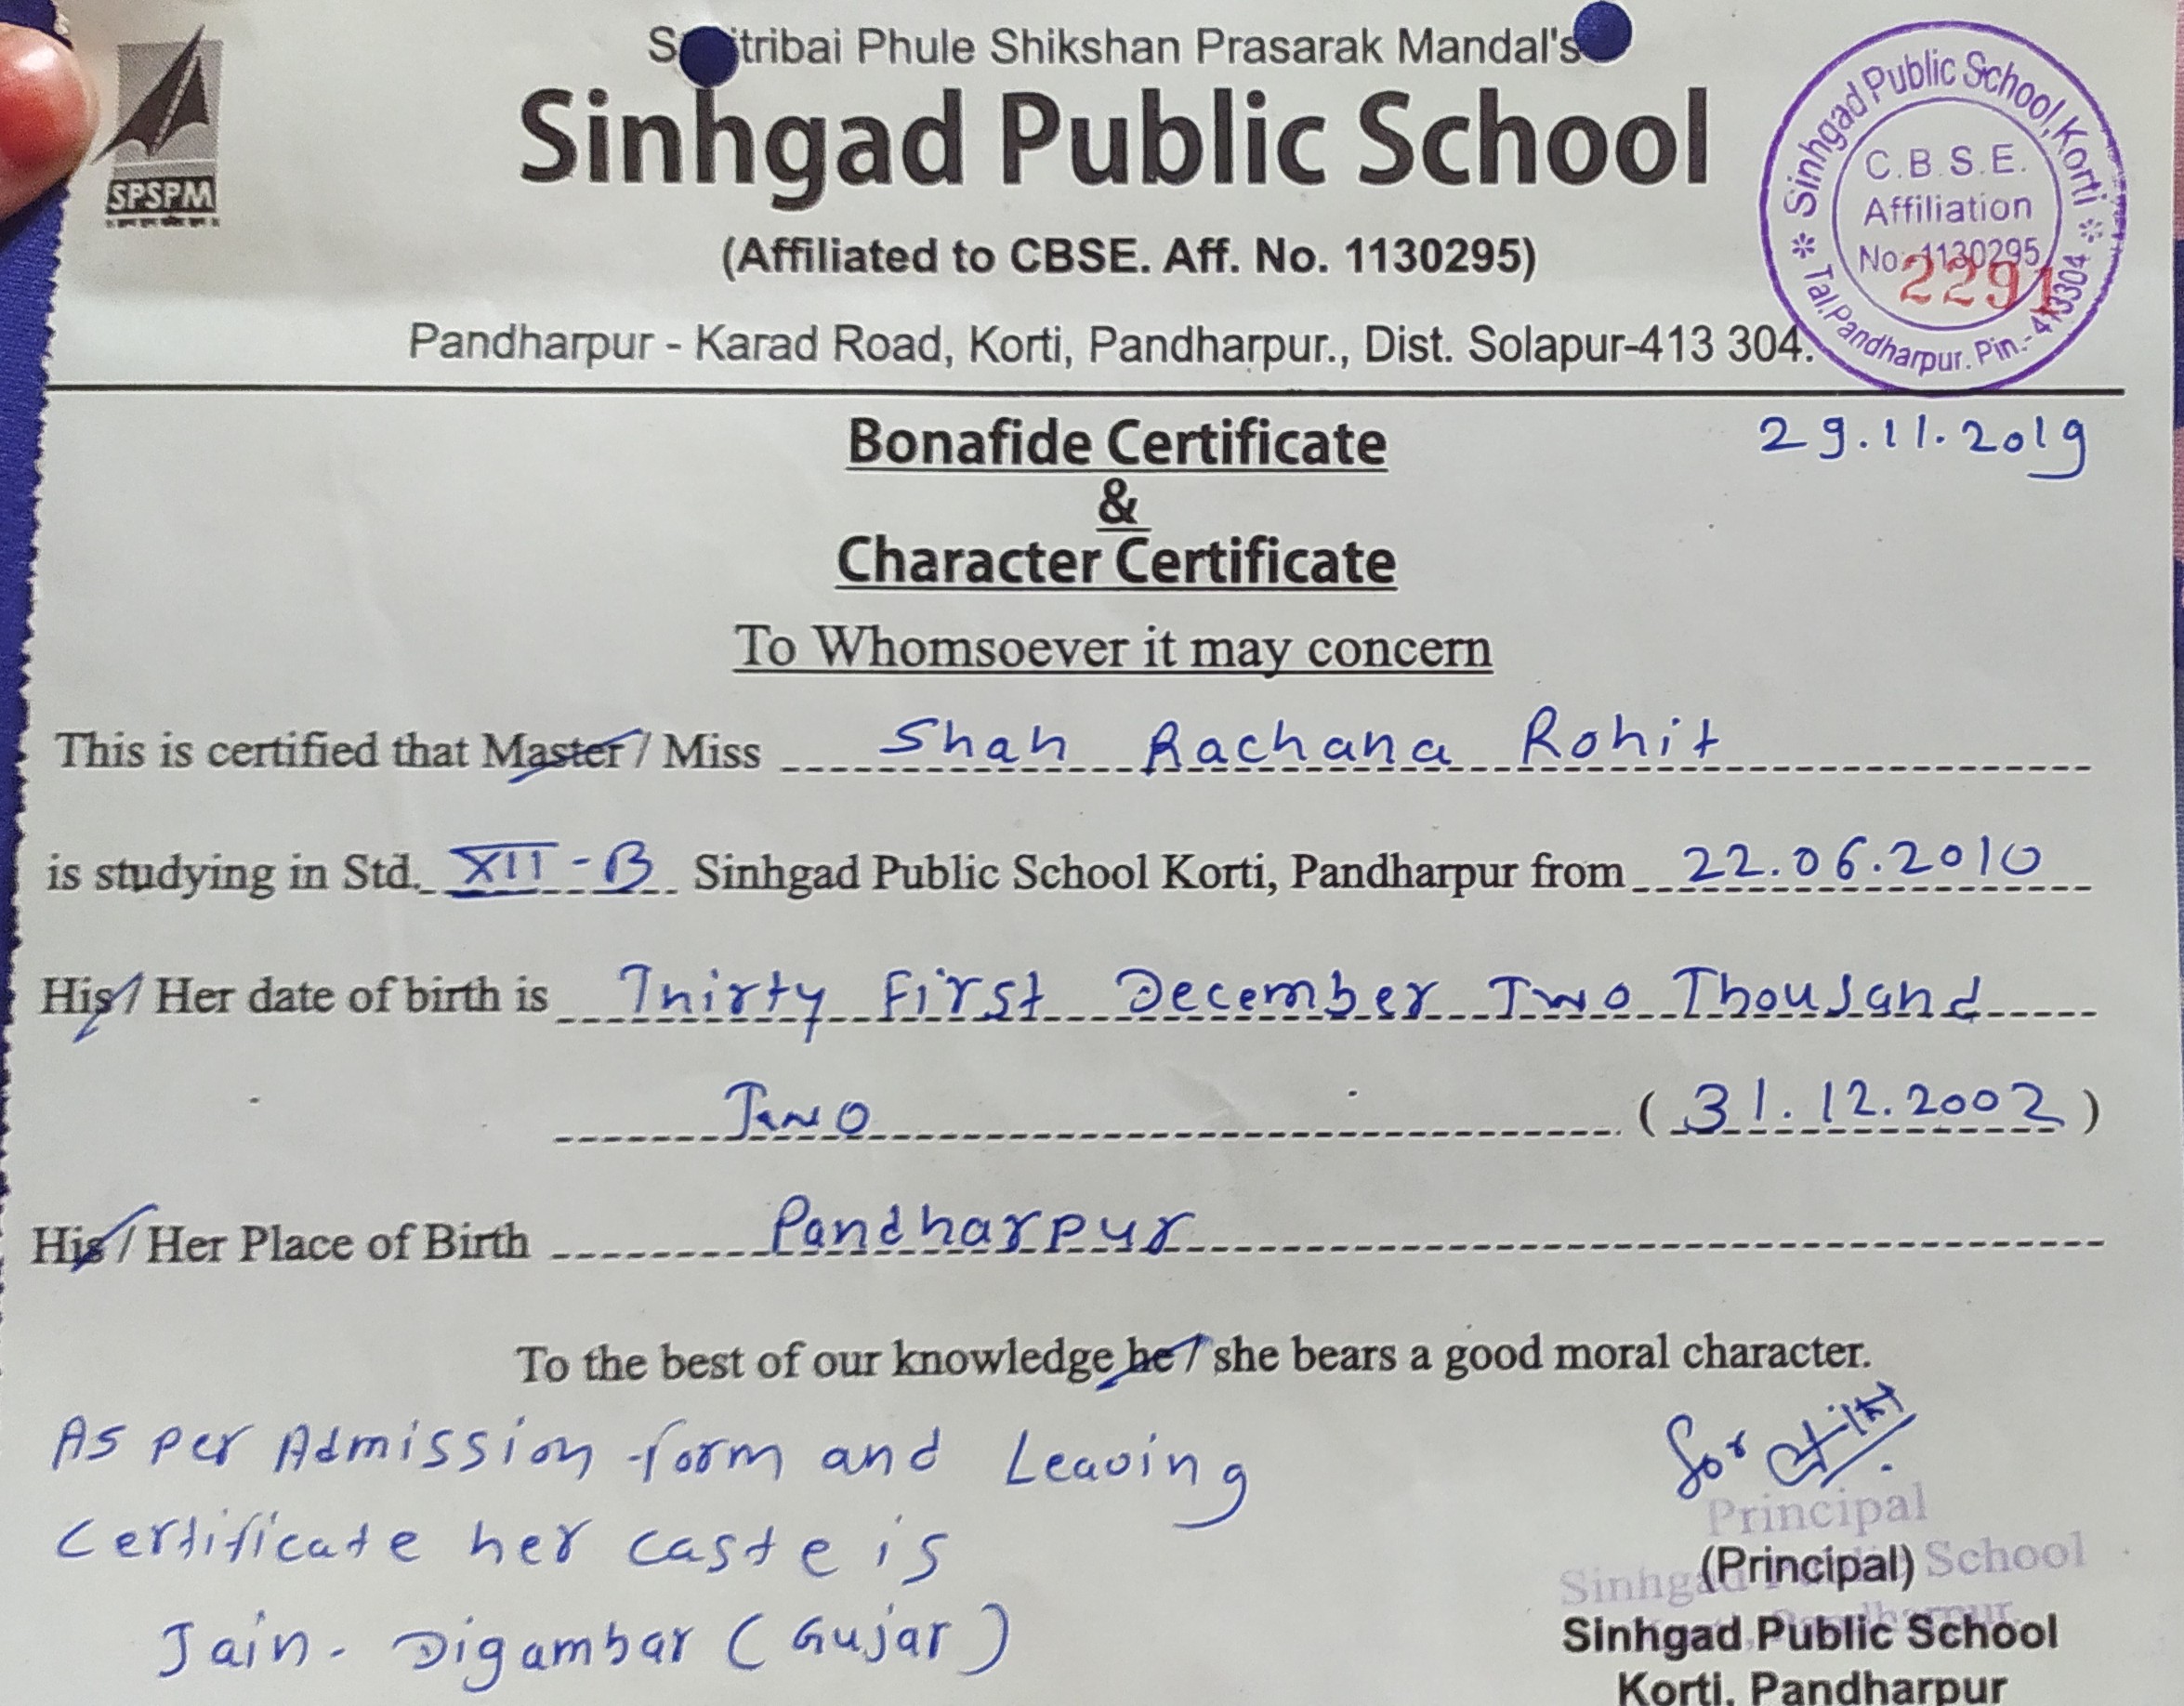 SPSPM
S tribai Phule Shikshan Prasarak Mandal's
Sinhgad Public School
(Affiliated to CBSE. Aff. No. 1130295)
Pandharpur - Karad Road, Korti, Pandharpur., Dist. Solapur-413 304.
Sinhgad Public School, Korti
C.B.S.E.
Affiliation
No. 1130295
2291
Tal. Pandharpur. Pin.- 413304
Bonafide Certificate
29.11.2019
&
Character Certificate
To Whomsoever it may concern
This is certified that Master / Miss Shah Rachana Rohit
is studying in Std. XII - B Sinhgad Public School Korti, Pandharpur from 22.06.2010
His / Her date of birth is Thirty First December Two Thousand
Two (31.12.2002)
His / Her Place of Birth Pandharpur
To the best of our knowledge he / she bears a good moral character.
As per Admission form and Leaving
Certificate her caste is
Jain - Digambar (Gujar)
for
Principal
(Principal)
Sinhgad School
Sinhgad Public School
Korti, Pandharpur